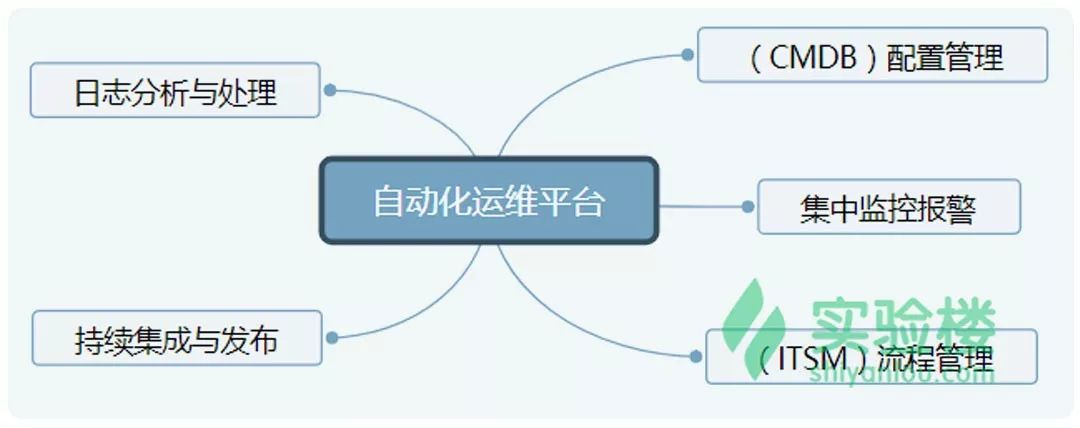 日志分析与处理
（CMDB）配置管理
自动化运维平台
集中监控报警
持续集成与发布
（ITSM）流程管理
实验楼
shiyanlou.com